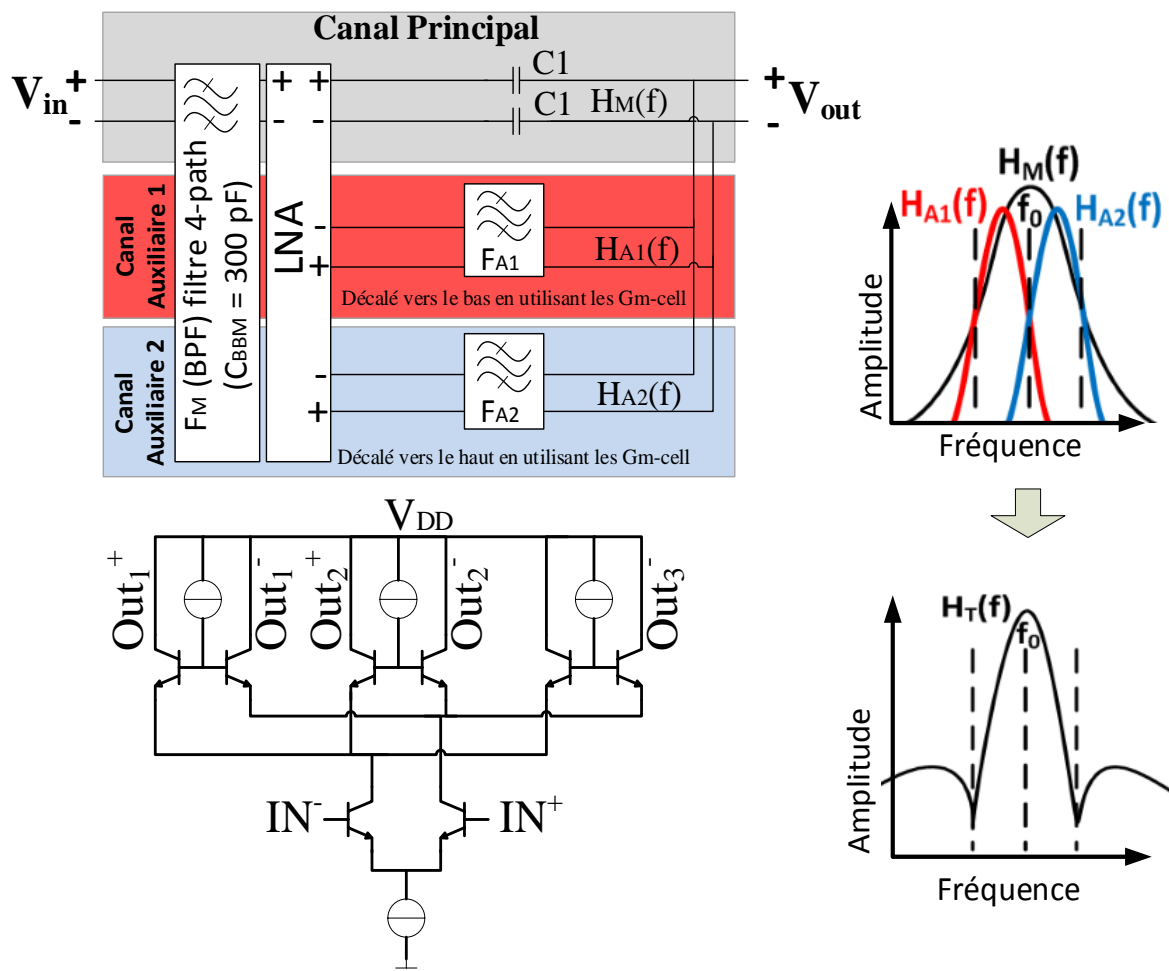 Canal Principal
Vin
+
-
+
-
+
-
C1
C1
HM(f)
+
-
Vout
FM (BPF) filtre 4-path
(CBBM = 300 pF)
LNA
Canal
Auxiliaire 1
-
+
FA1
HA1(f)
Décalé vers le bas en utilisant les Gm-cell
Canal
Auxiliaire 2
-
+
FA2
HA2(f)
Décalé vers le haut en utilisant les Gm-cell
HM(f)
HA1(f)
f0
HA2(f)
Amplitude
Fréquence
VDD
Out1+
Out1-
Out2+
Out2-
Out3-
IN-
IN+
HT(f)
f0
Amplitude
Fréquence